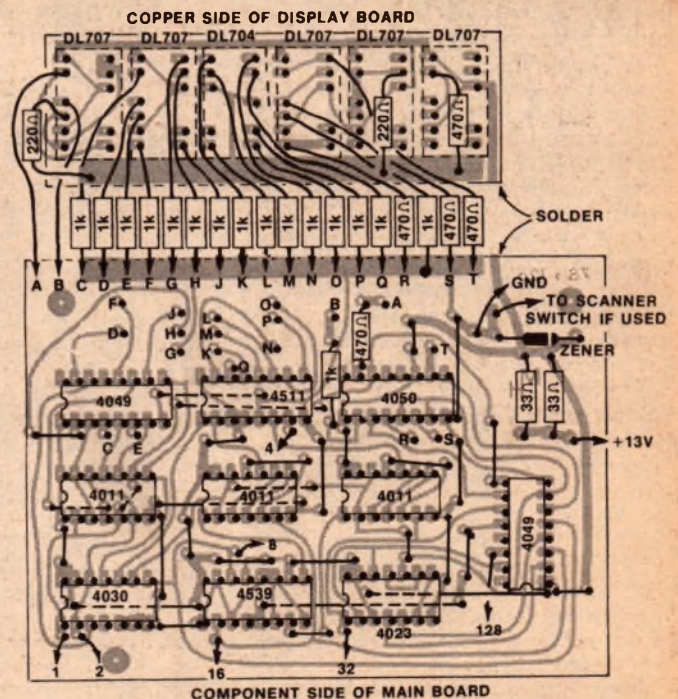 COPPER SIDE OF DISPLAY BOARD
DL707 DL707 DL704 DL707 DL707 DL707
220Ω 220Ω 470Ω
1k 1k 1k 1k 1k 1k 1k 1k 1k 1k 1k 1k 1k 470Ω 1k 470Ω 470Ω
SOLDER
A B C D E F G H J K L M N O P Q R S T
GND
TO SCANNER
SWITCH IF USED
F J L O B A
D H M P
G K N T
470Ω
ZENER
Q
1k
33Ω 33Ω
4049 4511 4050
C E 4 R S
+13V
4011 4011 4011
4049
8
4030 4539 4023
128
1 2 16 32
COMPONENT SIDE OF MAIN BOARD